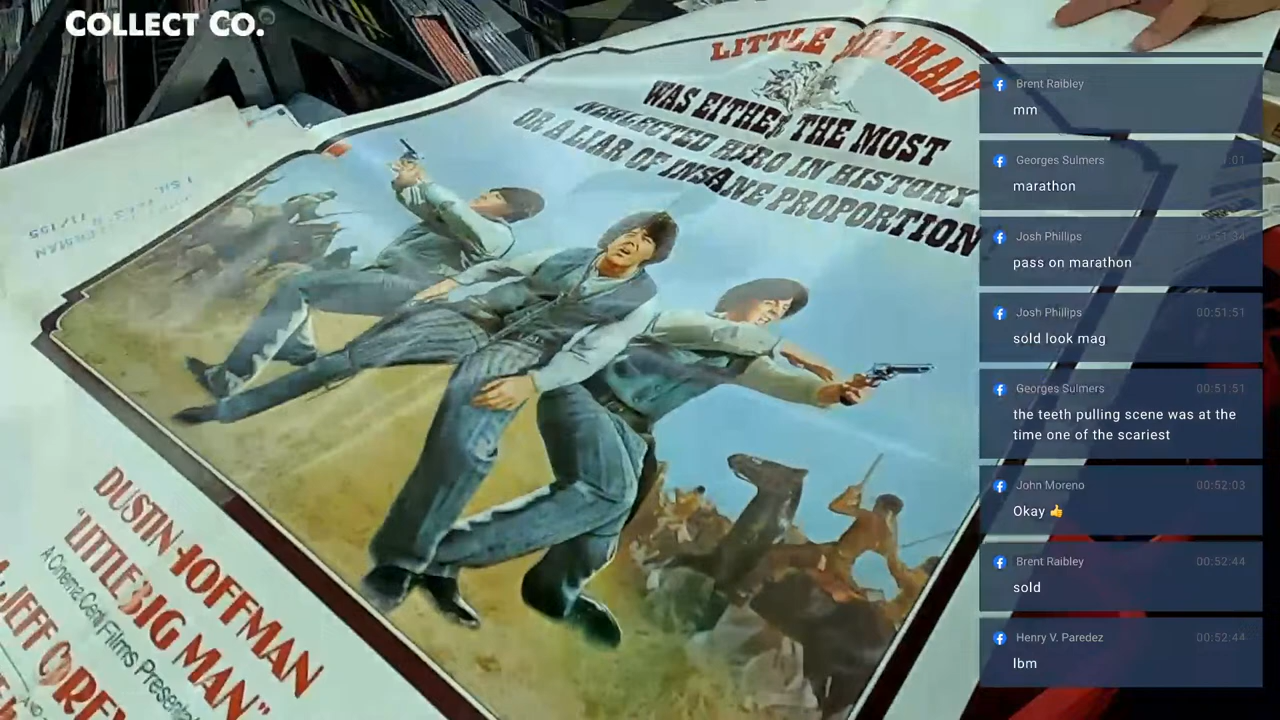 COLLECT CO.
LITTLE BIG MAN
WAS EITHER THE MOST
NEGLECTED HERO IN HISTORY
OR A LIAR OF INSANE PROPORTION
DUSTIN HOFFMAN
"LITTLE BIG MAN"
A Cinema Center Films Presentation
JEFF COREY
Brent Raibley
mm
Georges Sulmers
marathon
Josh Phillips
pass on marathon
Josh Phillips 00:51:51
sold look mag
Georges Sulmers 00:51:51
the teeth pulling scene was at the
time one of the scariest
John Moreno 00:52:03
Okay 👍
Brent Raibley 00:52:44
sold
Henry V. Paredez 00:52:44
lbm